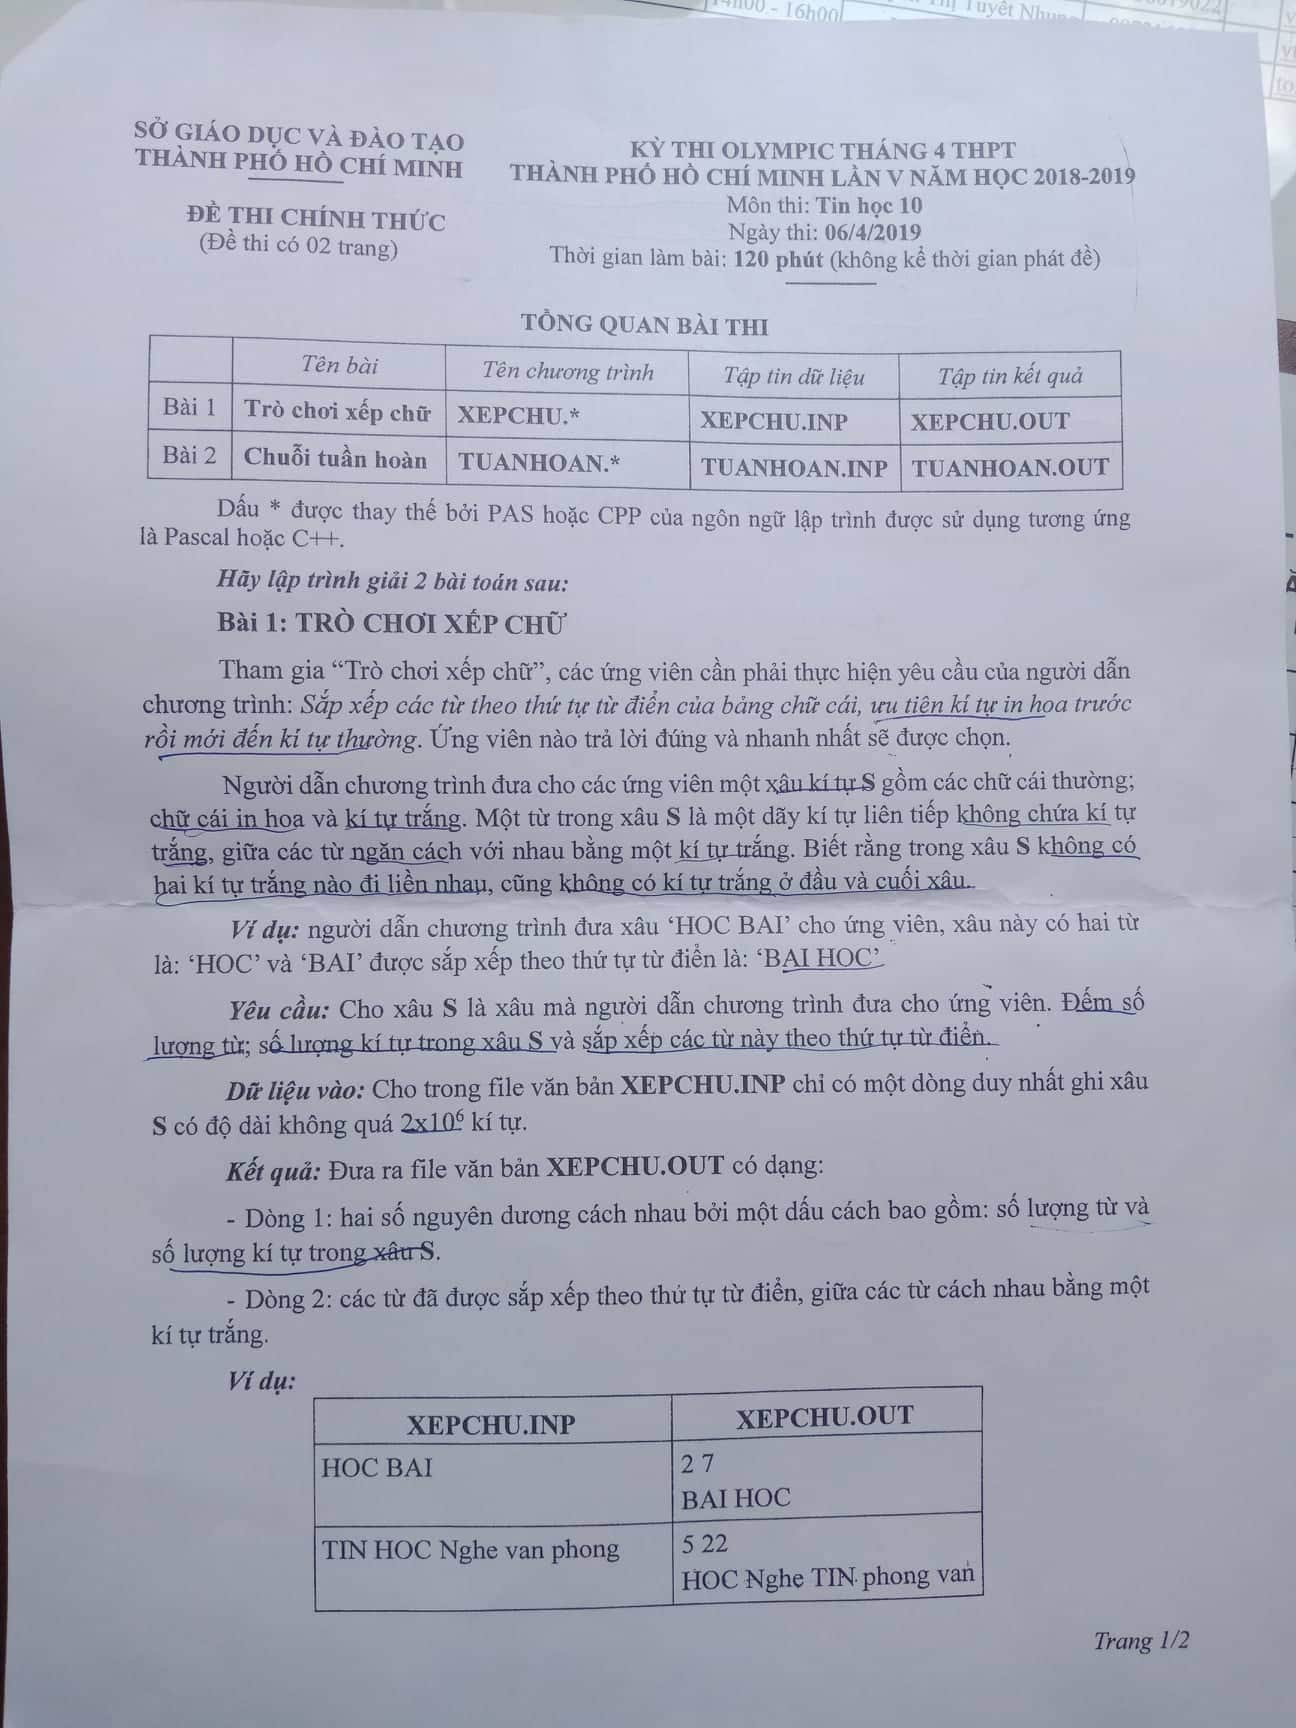 14h00 - 16h00
Tuyết Nhung
SỞ GIÁO DỤC VÀ ĐÀO TẠO
THÀNH PHỐ HỒ CHÍ MINH
KỲ THI OLYMPIC THÁNG 4 THPT
THÀNH PHỐ HỒ CHÍ MINH LẦN V NĂM HỌC 2018-2019
ĐỀ THI CHÍNH THỨC
(Đề thi có 02 trang)
Môn thi: Tin học 10
Ngày thi: 06/4/2019
Thời gian làm bài: 120 phút (không kể thời gian phát đề)
TỔNG QUAN BÀI THI
Tên bài Tên chương trình Tập tin dữ liệu Tập tin kết quả
Bài 1 Trò chơi xếp chữ XEPCHU.* XEPCHU.INP XEPCHU.OUT
Bài 2 Chuỗi tuần hoàn TUANHOAN.* TUANHOAN.INP TUANHOAN.OUT
Dấu * được thay thế bởi PAS hoặc CPP của ngôn ngữ lập trình được sử dụng tương ứng
là Pascal hoặc C++.
Hãy lập trình giải 2 bài toán sau:
Bài 1: TRÒ CHƠI XẾP CHỮ
Tham gia “Trò chơi xếp chữ”, các ứng viên cần phải thực hiện yêu cầu của người dẫn
chương trình: Sắp xếp các từ theo thứ tự từ điển của bảng chữ cái, ưu tiên kí tự in hoa trước
rồi mới đến kí tự thường. Ứng viên nào trả lời đúng và nhanh nhất sẽ được chọn.
Người dẫn chương trình đưa cho các ứng viên một xâu kí tự S gồm các chữ cái thường;
chữ cái in hoa và kí tự trắng. Một từ trong xâu S là một dãy kí tự liên tiếp không chứa kí tự
trắng, giữa các từ ngăn cách với nhau bằng một kí tự trắng. Biết rằng trong xâu S không có
hai kí tự trắng nào đi liền nhau, cũng không có kí tự trắng ở đầu và cuối xâu.
Ví dụ: người dẫn chương trình đưa xâu ‘HOC BAI’ cho ứng viên, xâu này có hai từ
là: ‘HOC’ và ‘BAI’ được sắp xếp theo thứ tự từ điển là: ‘BAI HOC’
Yêu cầu: Cho xâu S là xâu mà người dẫn chương trình đưa cho ứng viên. Đếm số
lượng từ; số lượng kí tự trong xâu S và sắp xếp các từ này theo thứ tự từ điển.
Dữ liệu vào: Cho trong file văn bản XEPCHU.INP chỉ có một dòng duy nhất ghi xâu
S có độ dài không quá 2x10⁶ kí tự.
Kết quả: Đưa ra file văn bản XEPCHU.OUT có dạng:
- Dòng 1: hai số nguyên dương cách nhau bởi một dấu cách bao gồm: số lượng từ và
số lượng kí tự trong xâu S.
- Dòng 2: các từ đã được sắp xếp theo thứ tự từ điển, giữa các từ cách nhau bằng một
kí tự trắng.
Ví dụ:
XEPCHU.INP XEPCHU.OUT
HOC BAI 2 7
BAI HOC
TIN HOC Nghe van phong 5 22
HOC Nghe TIN phong van
Trang 1/2